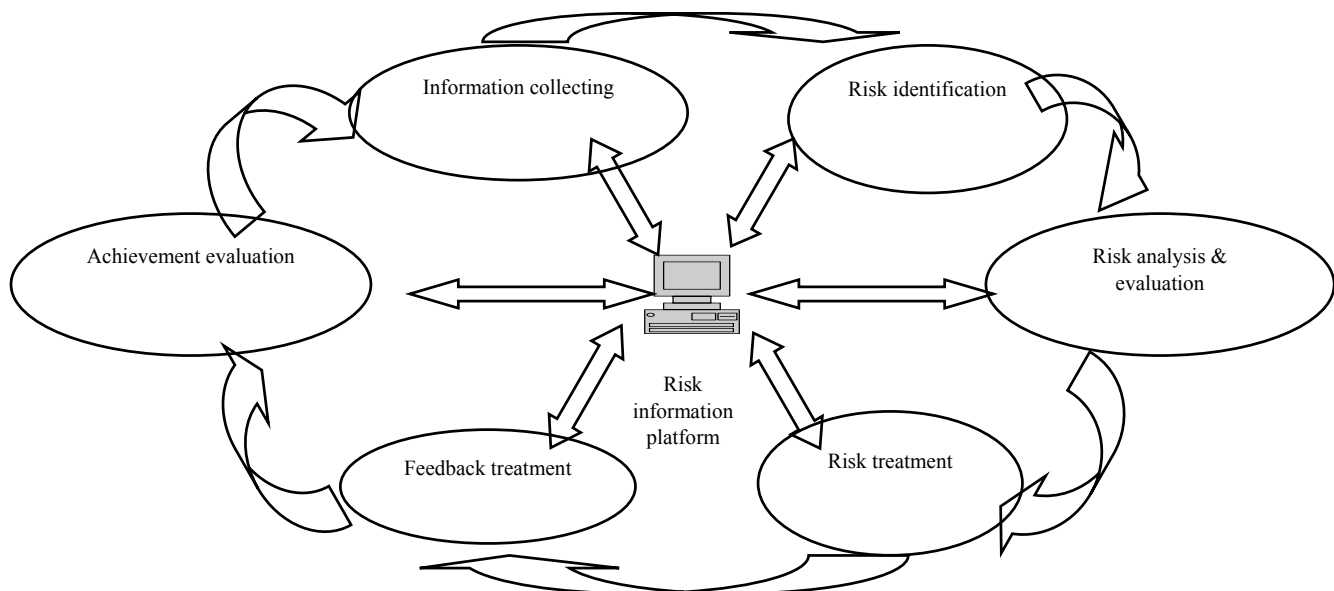 Information collecting
Risk identification
Achievement evaluation
Risk analysis &
evaluation
Risk
information
platform
Feedback treatment
Risk treatment